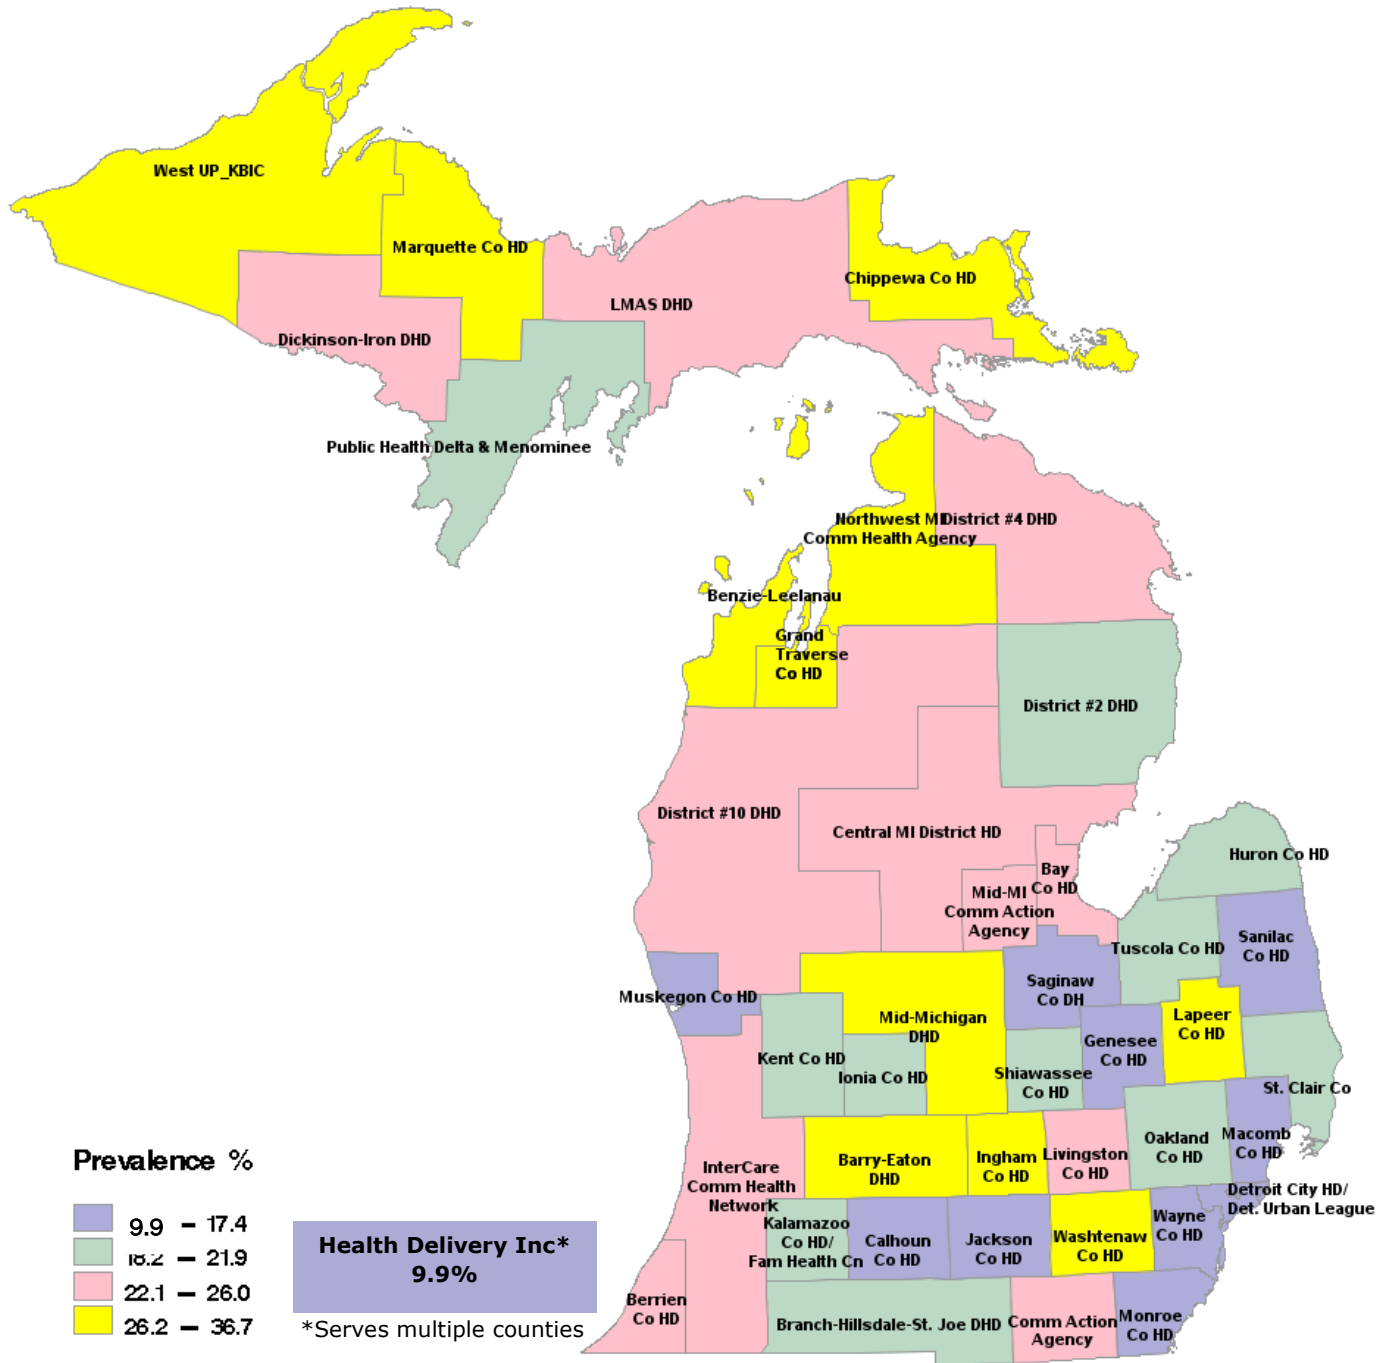 West UP_KBIC
Marquette Co HD
Chippewa Co HD
LMAS DHD
Dickinson-Iron DHD
Public Health Delta & Menominee
Northwest MI
Comm Health Agency
District #4 DHD
Benzie-Leelanau
Grand
Traverse
Co HD
District #2 DHD
District #10 DHD
Central MI District HD
Huron Co HD
Bay
Co HD
Mid-MI
Comm Action
Agency
Tuscola Co HD
Sanilac
Co HD
Muskegon Co HD
Saginaw
Co DH
Mid-Michigan
DHD
Lapeer
Co HD
Genesee
Co HD
Kent Co HD
Ionia Co HD
Shiawassee
Co HD
St. Clair Co
Oakland
Co HD
Macomb
Co HD
InterCare
Comm Health
Network
Barry-Eaton
DHD
Ingham
Co HD
Livingston
Co HD
Detroit City HD/
Det. Urban League
Kalamazoo
Co HD/
Fam Health Cn
Calhoun
Co HD
Jackson
Co HD
Washtenaw
Co HD
Wayne
Co HD
Berrien
Co HD
Branch-Hillsdale-St. Joe DHD
Comm Action
Agency
Monroe
Co HD
Prevalence %
9.9 – 17.4
18.2 – 21.9
22.1 – 26.0
26.2 – 36.7
Health Delivery Inc*
9.9%
*Serves multiple counties